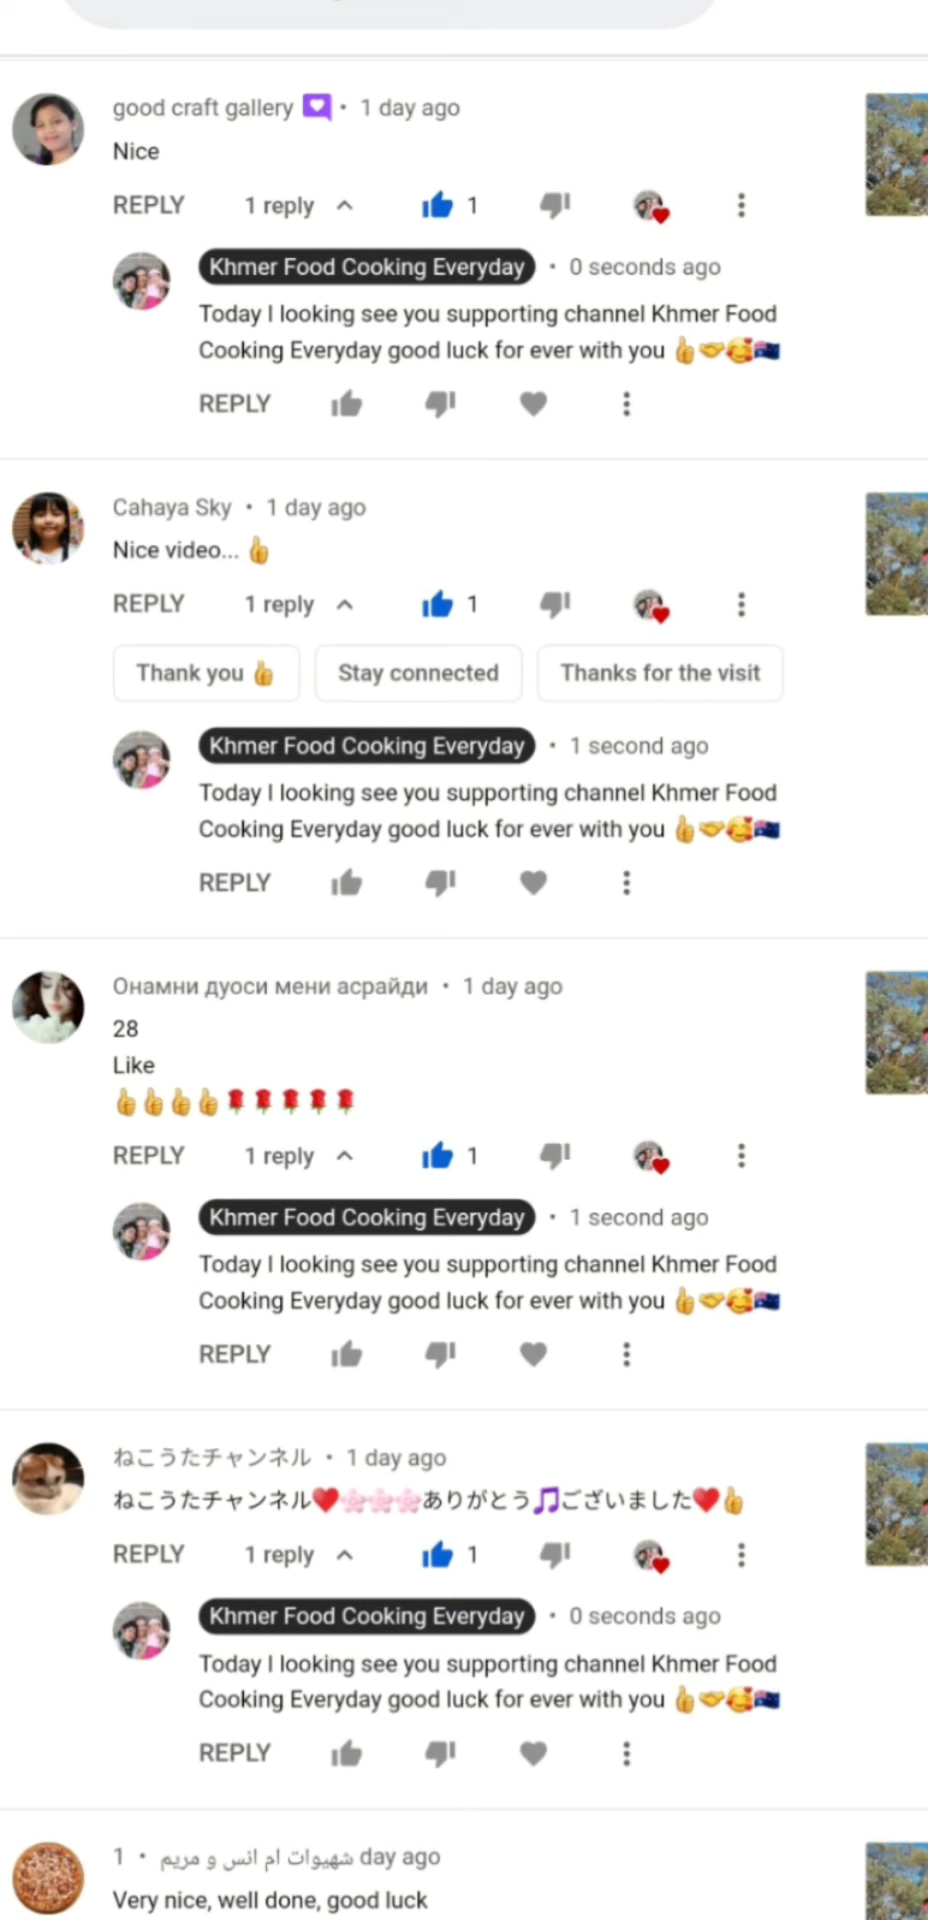 good craft gallery • 1 day ago
Nice
REPLY 1 reply 1
Khmer Food Cooking Everyday • 0 seconds ago
Today I looking see you supporting channel Khmer Food
Cooking Everyday good luck for ever with you 👍🤝🥰🇦🇺
REPLY
Cahaya Sky • 1 day ago
Nice video... 👍
REPLY 1 reply 1
Thank you 👍 Stay connected Thanks for the visit
Khmer Food Cooking Everyday • 1 second ago
Today I looking see you supporting channel Khmer Food
Cooking Everyday good luck for ever with you 👍🤝🥰🇦🇺
REPLY
Онамни дуоси мени асрайди • 1 day ago
28
Like
👍👍👍👍🌹🌹🌹🌹🌹
REPLY 1 reply 1
Khmer Food Cooking Everyday • 1 second ago
Today I looking see you supporting channel Khmer Food
Cooking Everyday good luck for ever with you 👍🤝🥰🇦🇺
REPLY
ねこうたチャンネル • 1 day ago
ねこうたチャンネル❤️🌸🌸🌸ありがとう🎵ございました❤️👍
REPLY 1 reply 1
Khmer Food Cooking Everyday • 0 seconds ago
Today I looking see you supporting channel Khmer Food
Cooking Everyday good luck for ever with you 👍🤝🥰🇦🇺
REPLY
شهيوات ام انس و مريم • 1 day ago
Very nice, well done, good luck